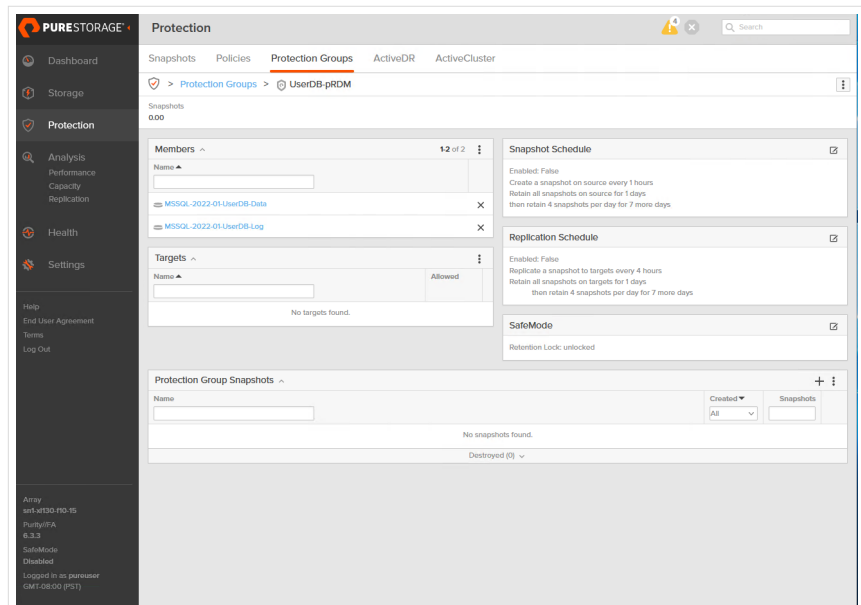 PURESTORAGE®
Protection
4
Search
Dashboard
Storage
Protection
Analysis
Performance
Capacity
Replication
Health
Settings
Help
End User Agreement
Terms
Log Out
Array
sn1-xl130-f10-15
Purity//FA
6.3.3
SafeMode
Disabled
Logged in as pureuser
GMT-08:00 (PST)
Snapshots Policies Protection Groups ActiveDR ActiveCluster
> Protection Groups > UserDB-pRDM
Snapshots
0.00
Members 1-2 of 2
Name
MSSQL-2022-01-UserDB-Data
MSSQL-2022-01-UserDB-Log
Targets
Name Allowed
No targets found.
Snapshot Schedule
Enabled: False
Create a snapshot on source every 1 hours
Retain all snapshots on source for 1 days
then retain 4 snapshots per day for 7 more days
Replication Schedule
Enabled: False
Replicate a snapshot to targets every 4 hours
Retain all snapshots on targets for 1 days
then retain 4 snapshots per day for 7 more days
SafeMode
Retention Lock: unlocked
Protection Group Snapshots
Name Created Snapshots
All
No snapshots found.
Destroyed (0)